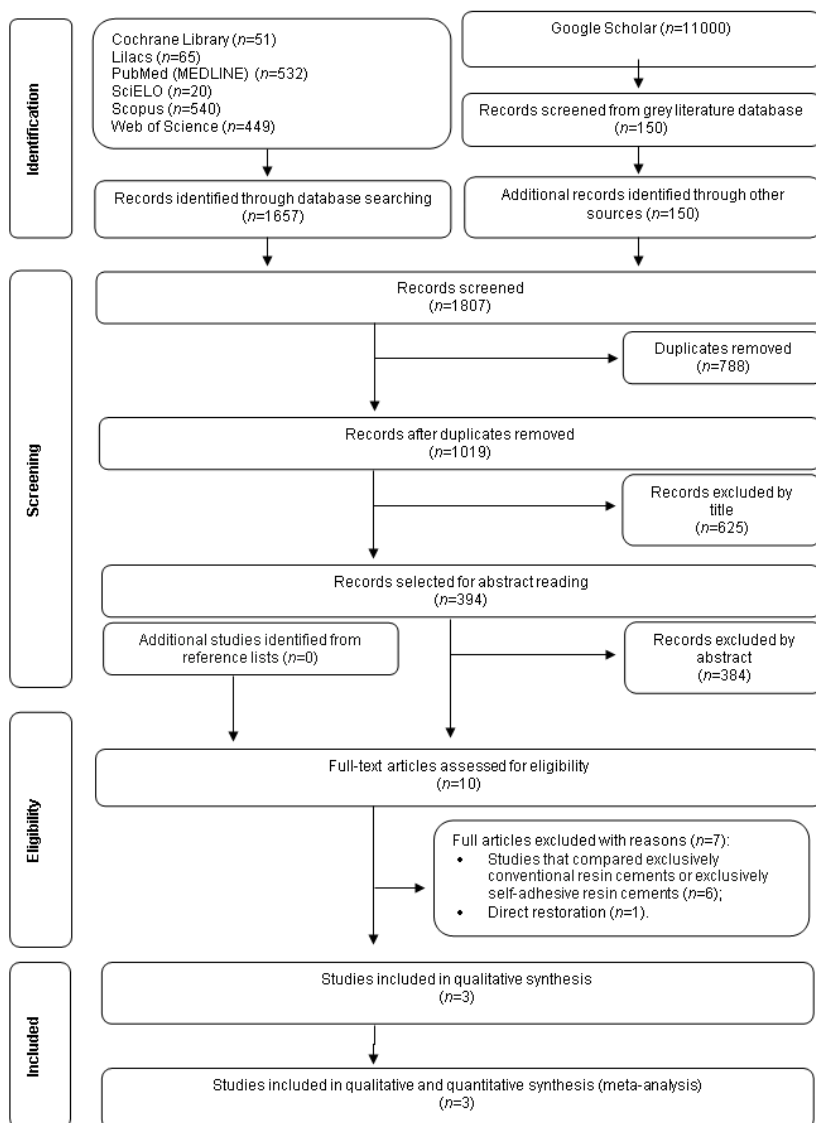 Identification
Cochrane Library (n=51)
Lilacs (n=65)
PubMed (MEDLINE) (n=532)
SciELO (n=20)
Scopus (n=540)
Web of Science (n=449)
Google Scholar (n=11000)
Records screened from grey literature database
(n=150)
Records identified through database searching
(n=1657)
Additional records identified through other
sources (n=150)
Screening
Records screened
(n=1807)
Duplicates removed
(n=788)
Records after duplicates removed
(n=1019)
Records excluded by
title
(n=625)
Records selected for abstract reading
(n=394)
Additional studies identified from
reference lists (n=0)
Records excluded by
abstract
(n=384)
Eligibility
Full-text articles assessed for eligibility
(n=10)
Full articles excluded with reasons (n=7):
• Studies that compared exclusively
conventional resin cements or exclusively
self-adhesive resin cements (n=6);
• Direct restoration (n=1).
Included
Studies included in qualitative synthesis
(n=3)
Studies included in qualitative and quantitative synthesis (meta-analysis)
(n=3)